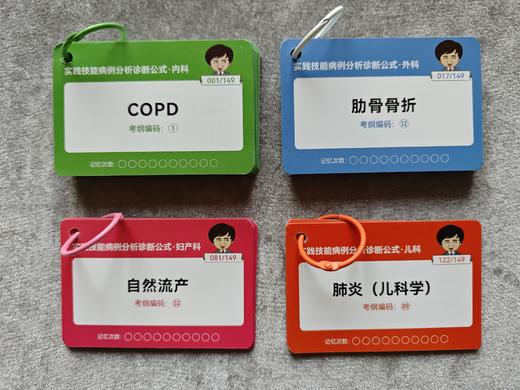 实践技能病例分析诊断公式·内科
001/149
COPD
考纲编码：①
记忆次数：
实践技能病例分析诊断公式·外科
017/149
肋骨骨折
考纲编码：⑫
记忆次数：
实践技能病例分析诊断公式·妇产科
081/149
自然流产
考纲编码：㊾
记忆次数：
实践技能病例分析诊断公式·儿科
122/149
肺炎（儿科学）
考纲编码：
记忆次数：